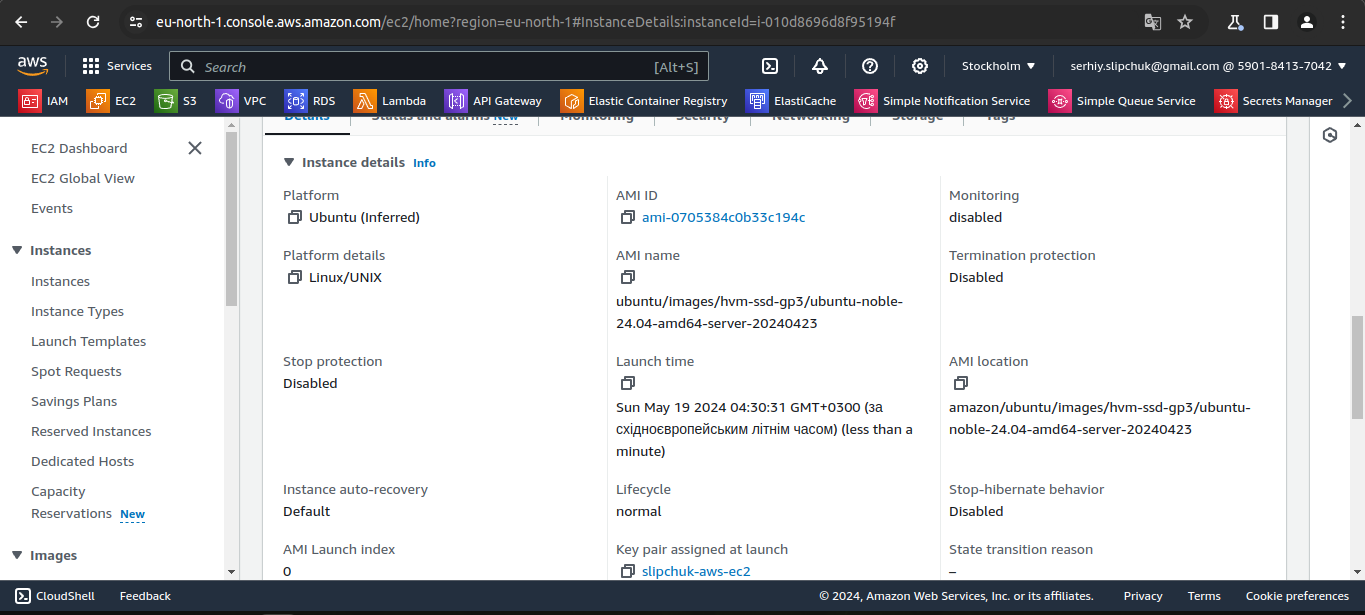 eu-north-1.console.aws.amazon.com/ec2/home?region=eu-north-1#InstanceDetails:instanceId=i-010d8696d8f95194f
aws Services Search [Alt+S] Stockholm serhiy.slipchuk@gmail.com @ 5901-8413-7042
IAM EC2 S3 VPC RDS Lambda API Gateway Elastic Container Registry ElastiCache Simple Notification Service Simple Queue Service Secrets Manager
Details Status and alarms New Monitoring Security Networking Storage Tags
EC2 Dashboard
EC2 Global View
Events
Instances
Instances
Instance Types
Launch Templates
Spot Requests
Savings Plans
Reserved Instances
Dedicated Hosts
Capacity
Reservations New
Images
Instance details Info
Platform
Ubuntu (Inferred)
AMI ID
ami-0705384c0b33c194c
Monitoring
disabled
Platform details
Linux/UNIX
AMI name
ubuntu/images/hvm-ssd-gp3/ubuntu-noble-
24.04-amd64-server-20240423
Termination protection
Disabled
Stop protection
Disabled
Launch time
Sun May 19 2024 04:30:31 GMT+0300 (за
східноєвропейським літнім часом) (less than a
minute)
AMI location
amazon/ubuntu/images/hvm-ssd-gp3/ubuntu-
noble-24.04-amd64-server-20240423
Instance auto-recovery
Default
Lifecycle
normal
Stop-hibernate behavior
Disabled
AMI Launch index
0
Key pair assigned at launch
slipchuk-aws-ec2
State transition reason
–
CloudShell Feedback © 2024, Amazon Web Services, Inc. or its affiliates. Privacy Terms Cookie preferences